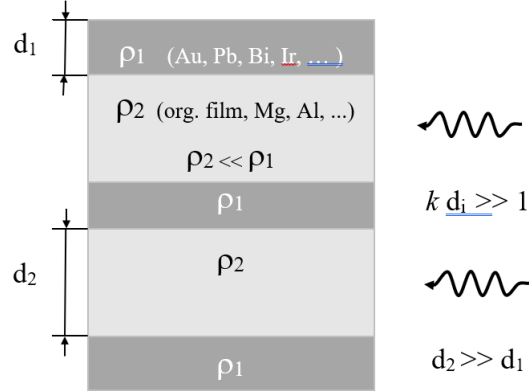 d₁
ρ₁ (Au, Pb, Bi, Ir, ....)
ρ₂ (org. film, Mg, Al, ...)
ρ₂ << ρ₁
ρ₁
k dᵢ >> 1
d₂
ρ₂
d₂ >> d₁
ρ₁